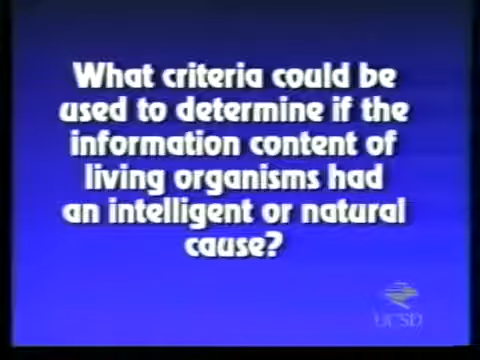 What criteria could be
used to determine if the
information content of
living organisms had
an intelligent or natural
cause?
UCSD